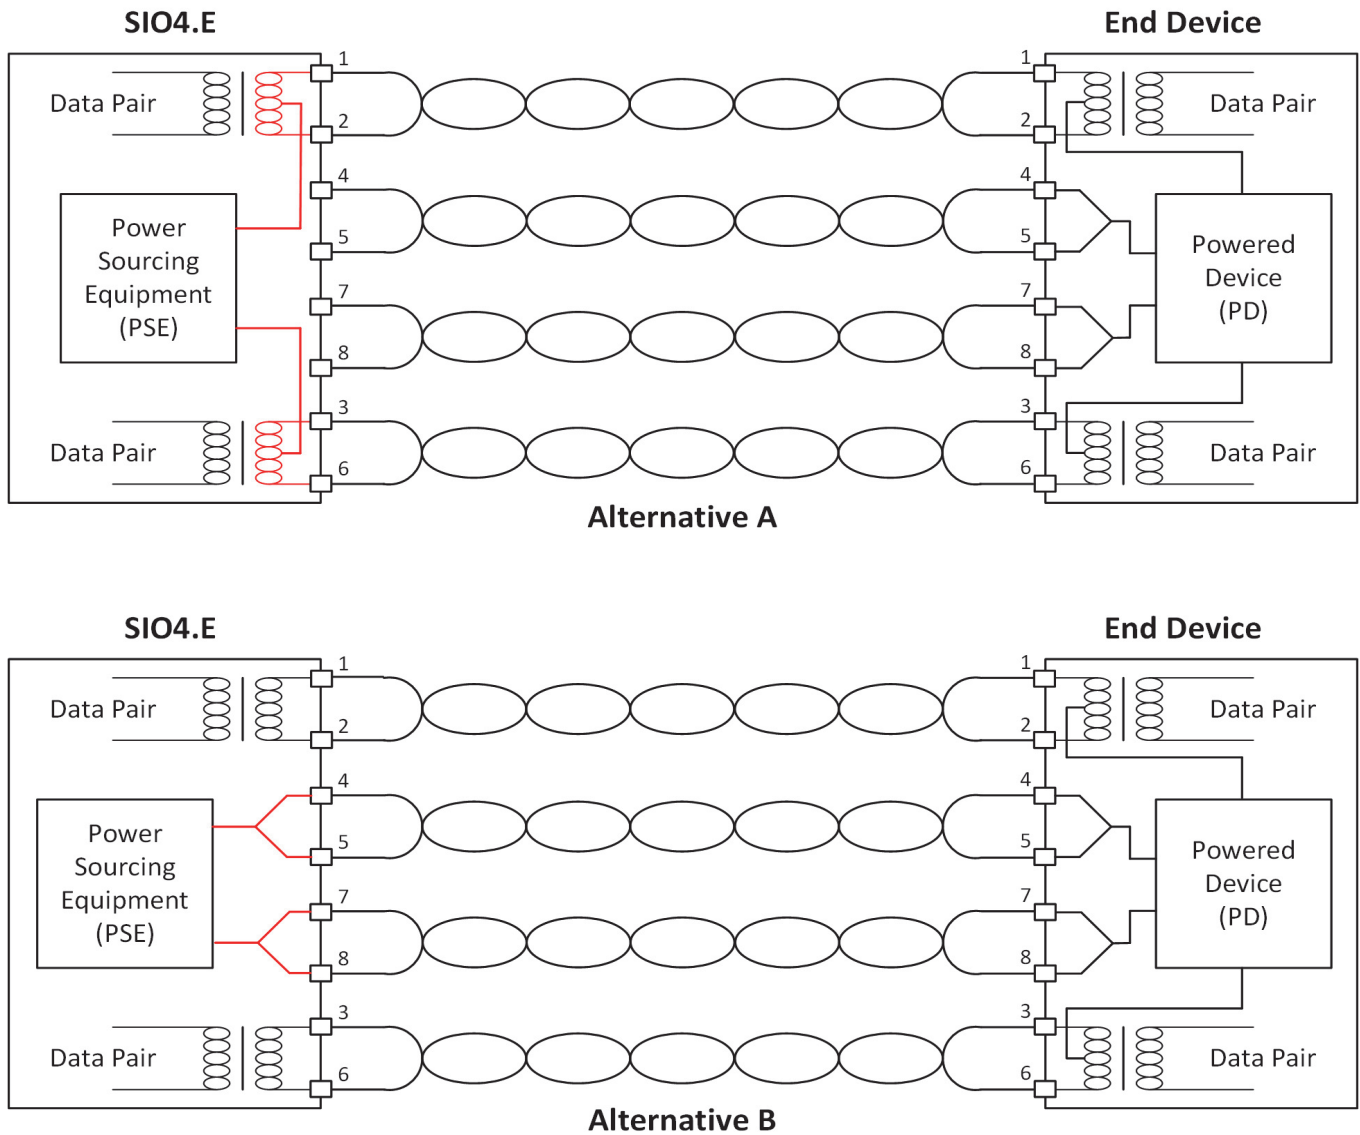 SIO4.E
End Device
1
1
Data Pair
Data Pair
2
2
4
4
Power
Sourcing
Equipment
(PSE)
Powered
Device
(PD)
5
5
7
7
8
8
3
3
Data Pair
Data Pair
6
6
Alternative A
SIO4.E
End Device
1
1
Data Pair
Data Pair
2
2
4
4
Power
Sourcing
Equipment
(PSE)
Powered
Device
(PD)
5
5
7
7
8
8
3
3
Data Pair
Data Pair
6
6
Alternative B